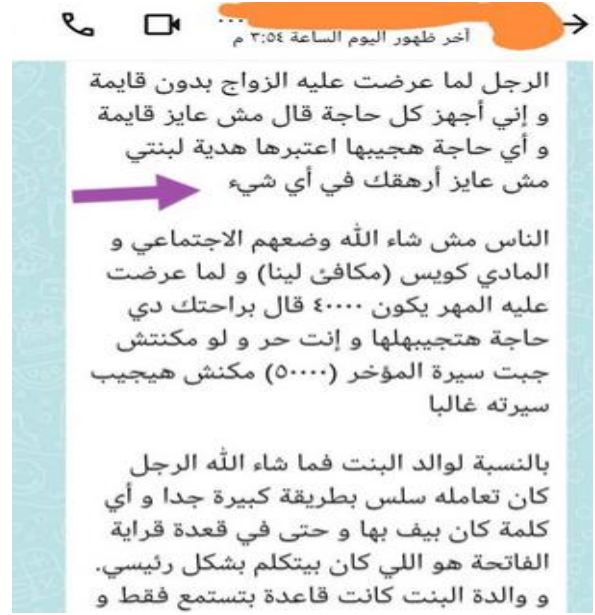 ...
آخر ظهور اليوم الساعة ٣:٥٤ م
الرجل لما عرضت عليه الزواج بدون قايمة
و إني أجهز كل حاجة قال مش عايز قايمة
و أي حاجة هجيبها اعتبرها هدية لبنتي
مش عايز أرهقك في أي شيء
الناس مش شاء الله وضعهم الاجتماعي و
المادي كويس (مكافئ لينا) و لما عرضت
عليه المهر يكون ٤٠٠٠٠ قال براحتك دي
حاجة هتجيبهلها و إنت حر و لو مكنتش
جبت سيرة المؤخر (٥٠٠٠٠) مكنش هيجيب
سيرته غالبا
بالنسبة لوالد البنت فما شاء الله الرجل
كان تعامله سلس بطريقة كبيرة جدا و أي
كلمة كان بيف بها و حتى في قعدة قراية
الفاتحة هو اللي كان بيتكلم بشكل رئيسي.
و والدة البنت كانت قاعدة بتستمع فقط و